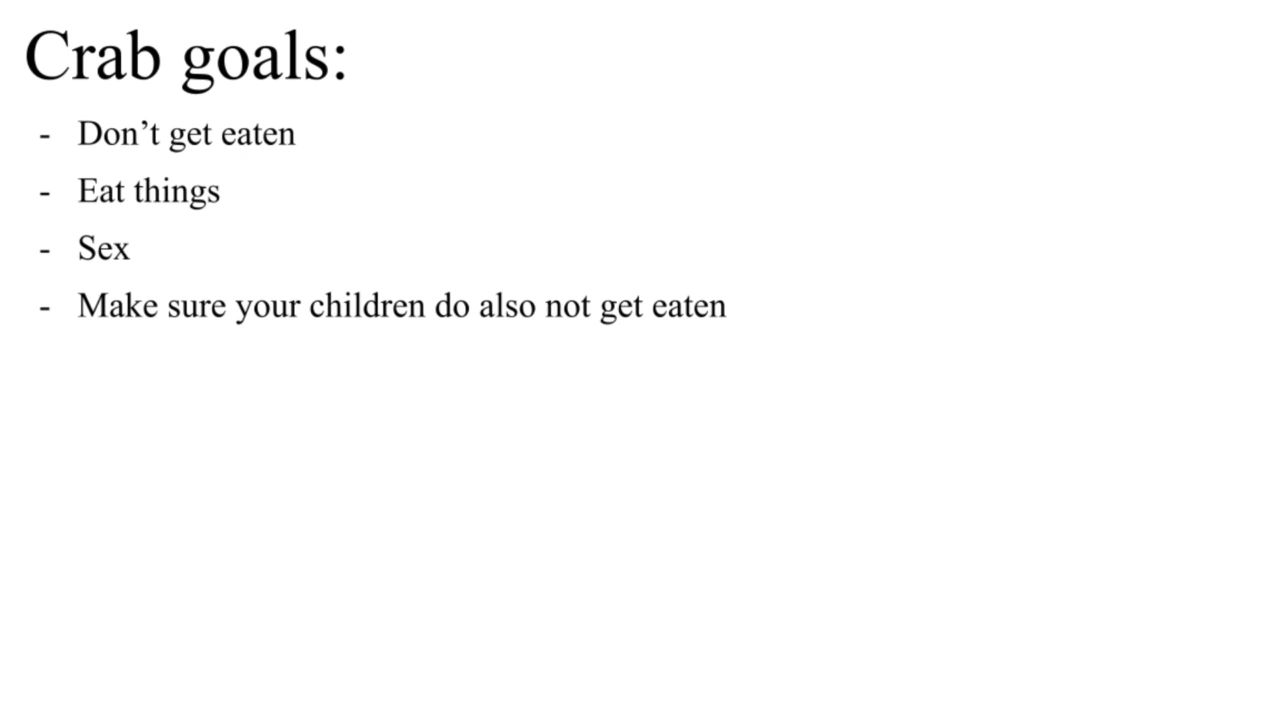 Crab goals:
- Don’t get eaten
- Eat things
- Sex
- Make sure your children do also not get eaten